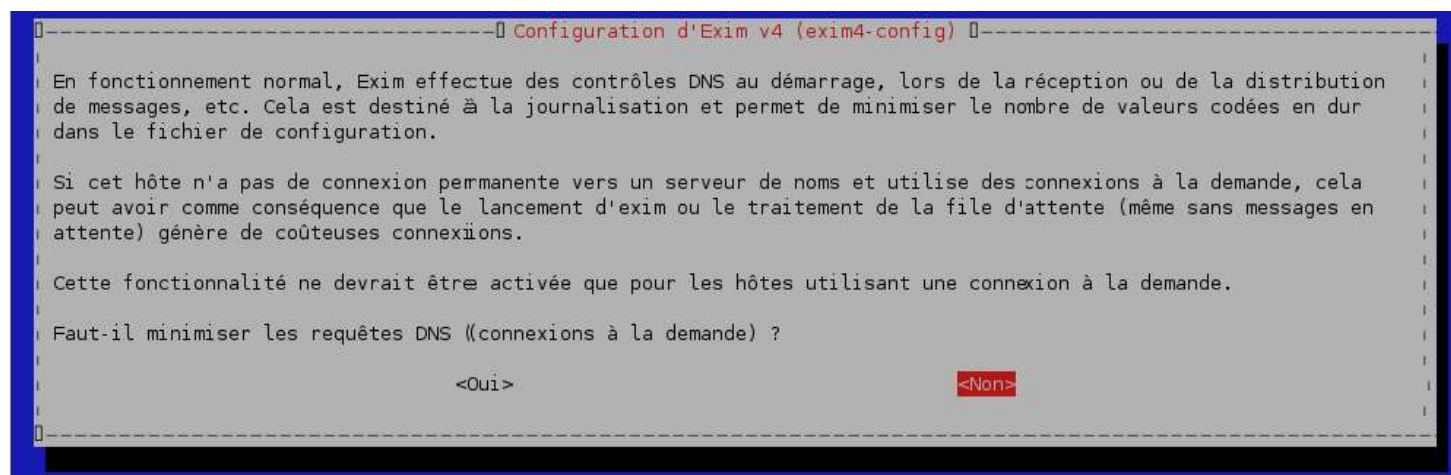 Configuration d'Exim v4 (exim4-config)
En fonctionnement normal, Exim effectue des contrôles DNS au démarrage, lors de la réception ou de la distribution
de messages, etc. Cela est destiné à la journalisation et permet de minimiser le nombre de valeurs codées en dur
dans le fichier de configuration.
Si cet hôte n'a pas de connexion permanente vers un serveur de noms et utilise des connexions à la demande, cela
peut avoir comme conséquence que le lancement d'exim ou le traitement de la file d'attente (même sans messages en
attente) génère de coûteuses connexions.
Cette fonctionnalité ne devrait être activée que pour les hôtes utilisant une connexion à la demande.
Faut-il minimiser les requêtes DNS (connexions à la demande) ?
<Oui> <Non>